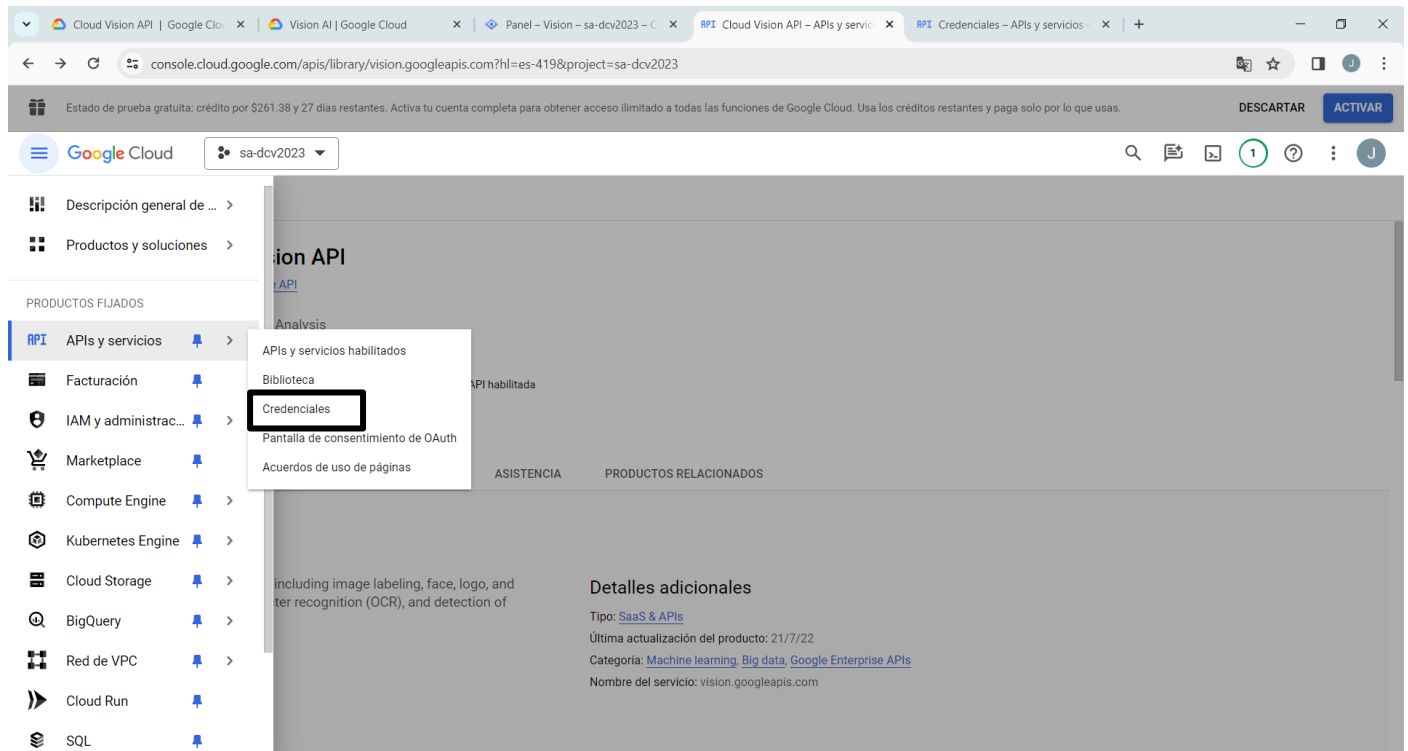 Cloud Vision API | Google Clou
Vision AI | Google Cloud
Panel – Vision – sa-dcv2023 – C
API Cloud Vision API – APIs y servic
API Credenciales – APIs y servicios –
console.cloud.google.com/apis/library/vision.googleapis.com?hl=es-419&project=sa-dcv2023
J
Estado de prueba gratuita: crédito por $261.38 y 27 días restantes. Activa tu cuenta completa para obtener acceso ilimitado a todas las funciones de Google Cloud. Usa los créditos restantes y paga solo por lo que usas.
DESCARTAR
ACTIVAR
Google Cloud
sa-dcv2023
1
J
Descripción general de ...
Productos y soluciones
ion API
API
PRODUCTOS FIJADOS
Analysis
API APIs y servicios
APIs y servicios habilitados
Facturación
Biblioteca
API habilitada
Credenciales
IAM y administrac...
Pantalla de consentimiento de OAuth
Marketplace
Acuerdos de uso de páginas
ASISTENCIA
PRODUCTOS RELACIONADOS
Compute Engine
Kubernetes Engine
Cloud Storage
including image labeling, face, logo, and
ter recognition (OCR), and detection of
Detalles adicionales
BigQuery
Tipo: SaaS & APIs
Última actualización del producto: 21/7/22
Red de VPC
Categoría: Machine learning, Big data, Google Enterprise APIs
Nombre del servicio: vision.googleapis.com
Cloud Run
SQL